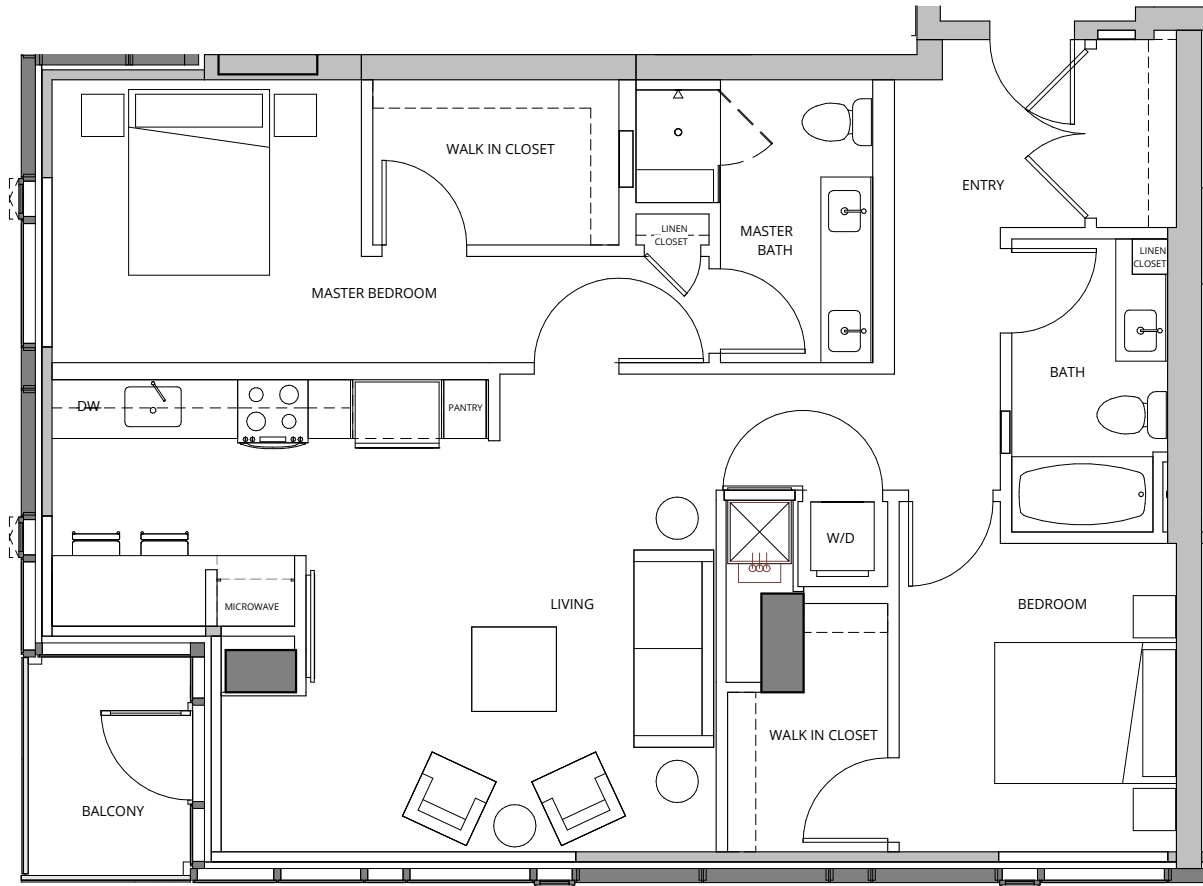 WALK IN CLOSET
ENTRY
LINEN
CLOSET
MASTER
BATH
LINEN
CLOSET
MASTER BEDROOM
BATH
DW
PANTRY
W/D
MICROWAVE
LIVING
BEDROOM
WALK IN CLOSET
BALCONY